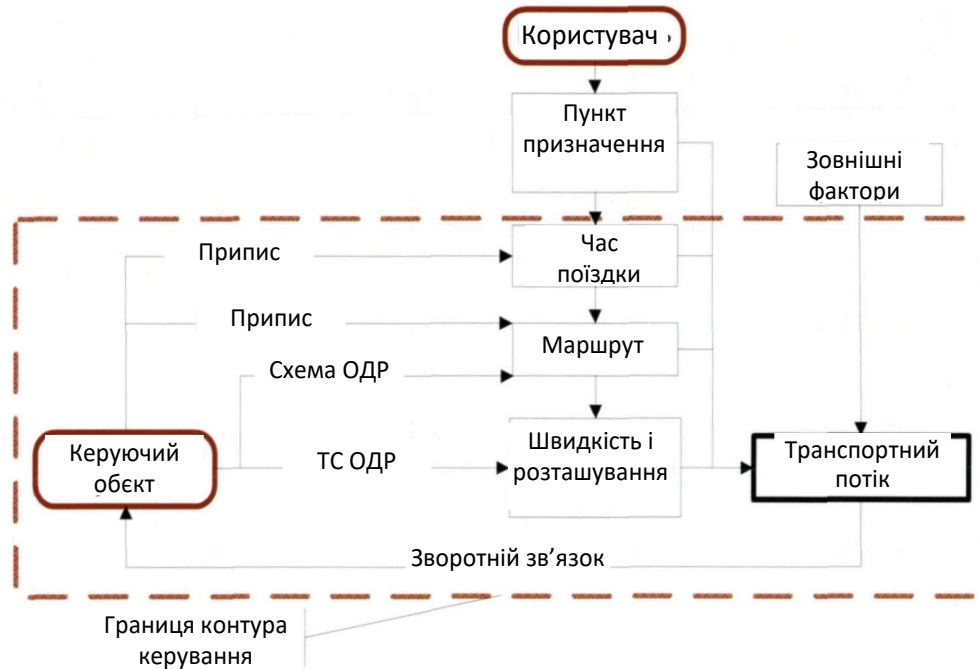 Користувач
Пункт
призначення
Зовнішні
фактори
Час
поїздки
Припис
Припис
Маршрут
Схема ОДР
Керуючий
обєкт
ТС ОДР
Швидкість і
розташування
Транспортний
потік
Зворотній зв’язок
Границя контура
керування